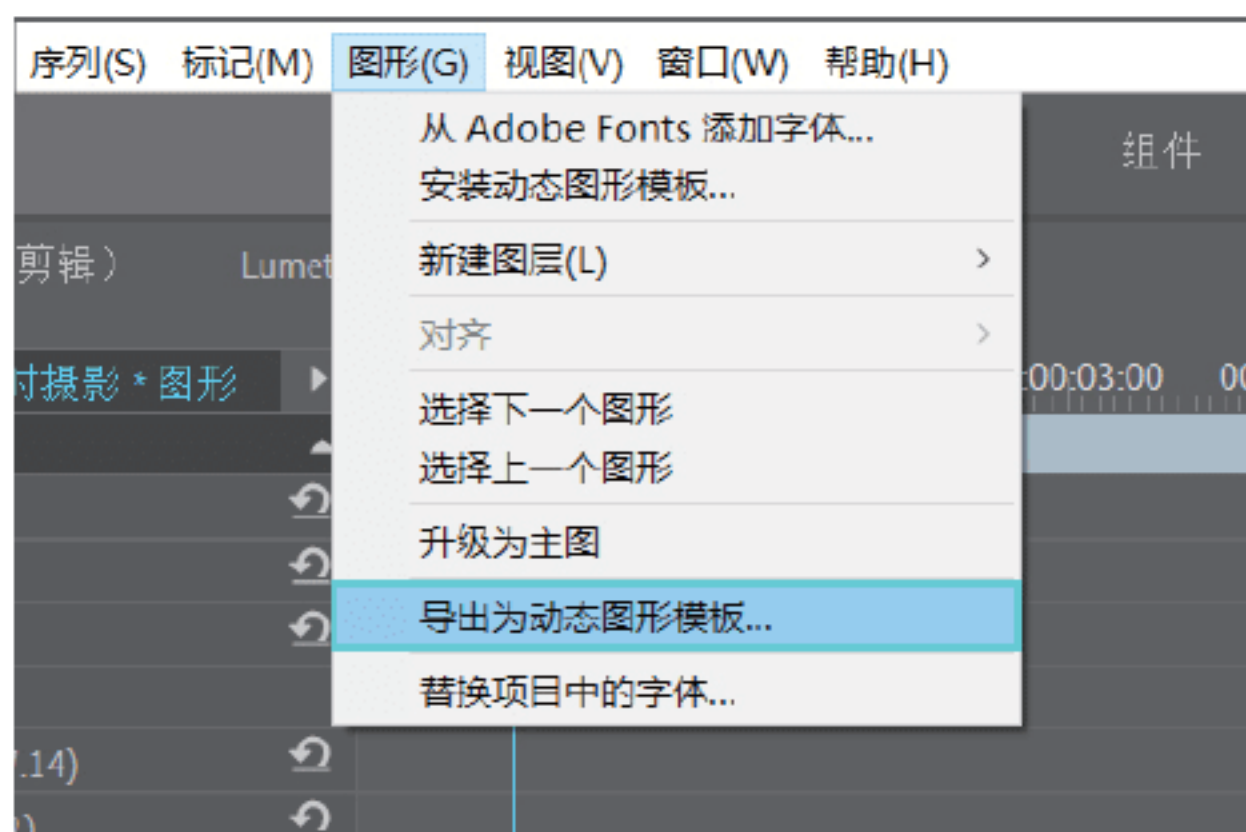 序列(S) 标记(M) 图形(G) 视图(V) 窗口(W) 帮助(H)
从 Adobe Fonts 添加字体...
安装动态图形模板...
组件
新建图层(L)
剪辑） Lumet
对齐
时摄影 * 图形
:00:03:00 00
选择下一个图形
选择上一个图形
升级为主图
导出为动态图形模板...
替换项目中的字体...
.14)